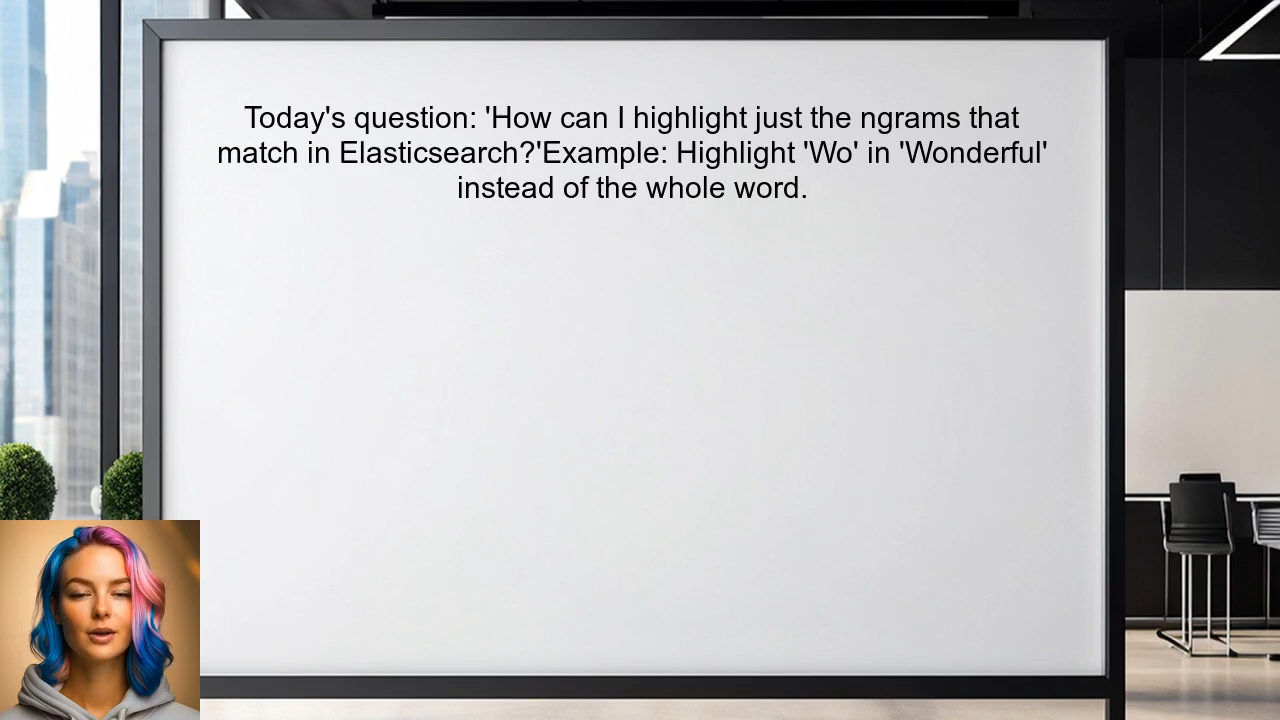 Today's question: 'How can I highlight just the ngrams that
match in Elasticsearch?'Example: Highlight 'Wo' in 'Wonderful'
instead of the whole word.